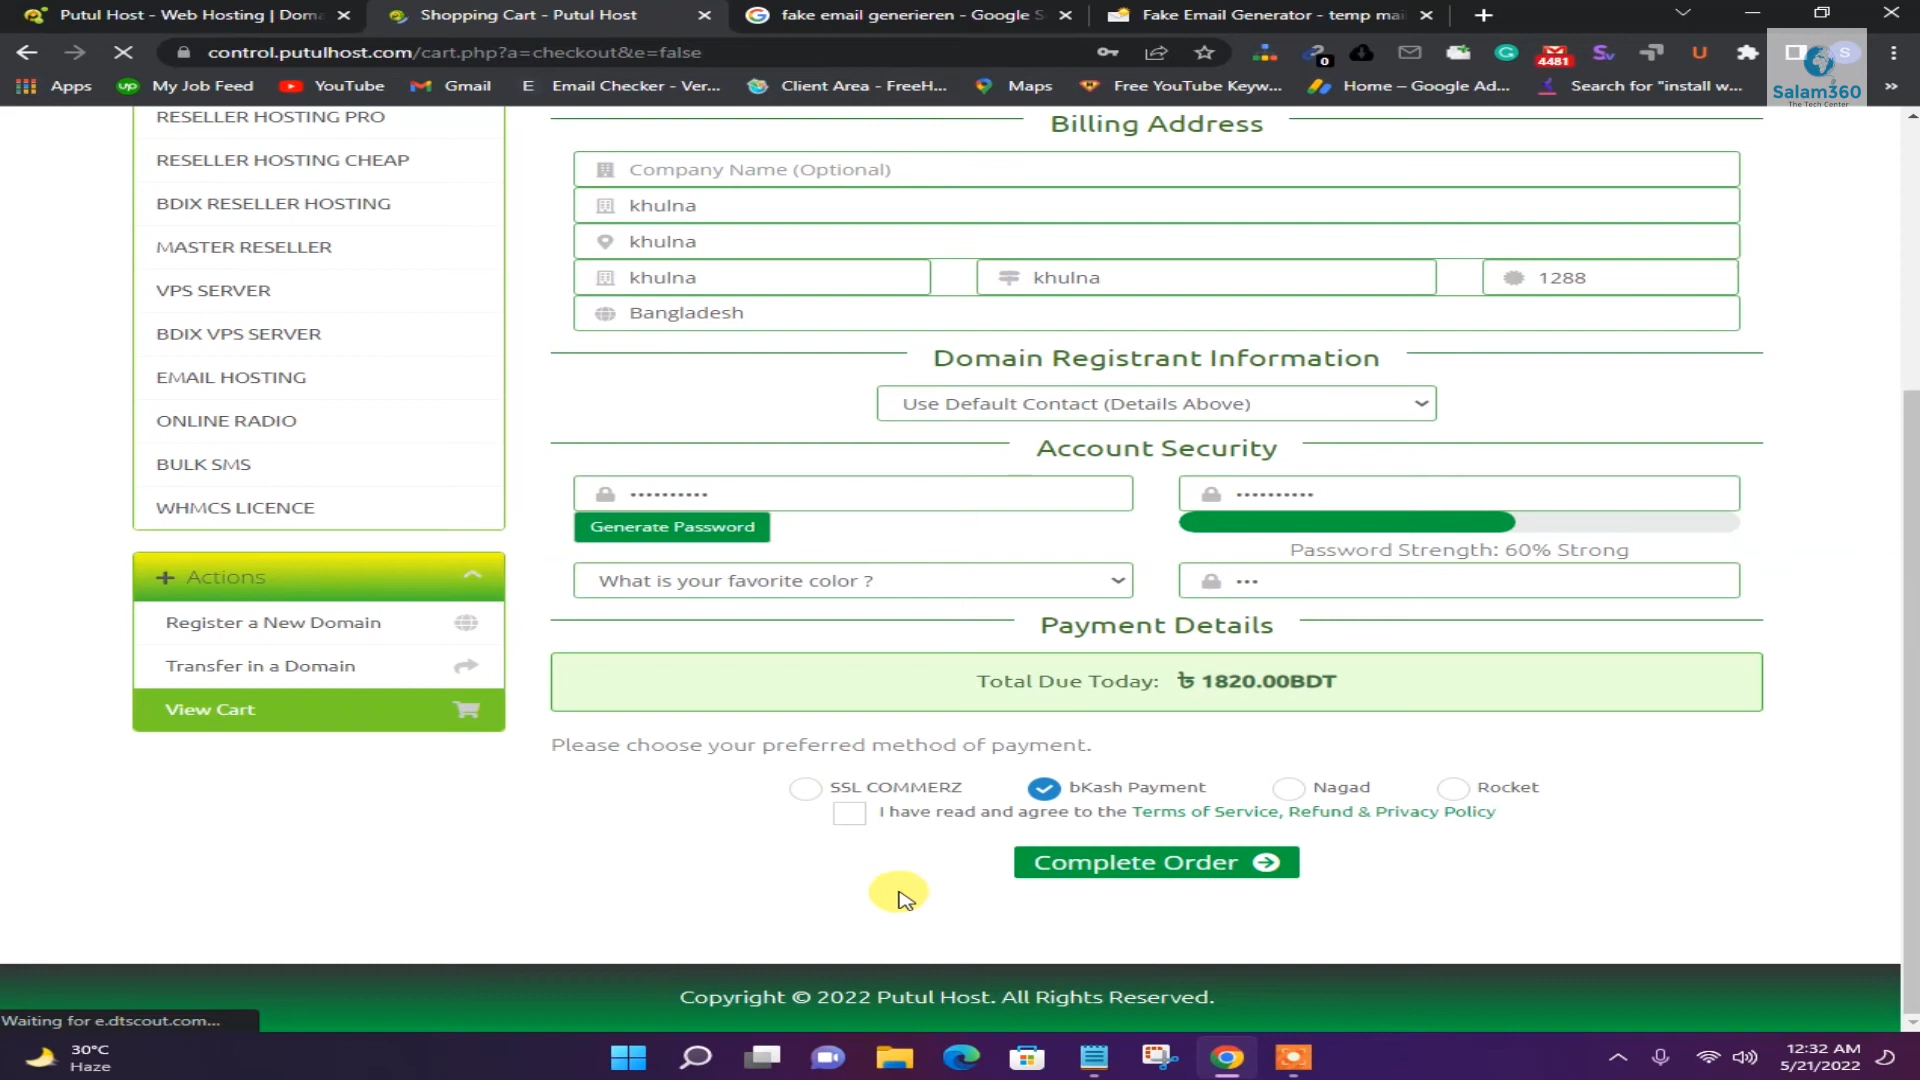 Putul Host - Web Hosting | Doma
Shopping Cart - Putul Host
fake email generieren - Google S
Fake Email Generator - temp mai
control.putulhost.com/cart.php?a=checkout&e=false
0
4481
S
Apps
My Job Feed
YouTube
Gmail
Email Checker - Ver...
Client Area - FreeH...
Maps
Free YouTube Keyw...
Home – Google Ad...
Search for "install w...
Salam360
The Tech Center
RESELLER HOSTING PRO
RESELLER HOSTING CHEAP
BDIX RESELLER HOSTING
MASTER RESELLER
VPS SERVER
BDIX VPS SERVER
EMAIL HOSTING
ONLINE RADIO
BULK SMS
WHMCS LICENCE
Actions
Register a New Domain
Transfer in a Domain
View Cart
Billing Address
Company Name (Optional)
khulna
khulna
khulna khulna 1288
Bangladesh
Domain Registrant Information
Use Default Contact (Details Above)
Account Security
•••••••••• ••••••••••
Generate Password
Password Strength: 60% Strong
What is your favorite color ? •••
Payment Details
Total Due Today: ৳ 1820.00BDT
Please choose your preferred method of payment.
SSL COMMERZ bKash Payment Nagad Rocket
I have read and agree to the Terms of Service, Refund & Privacy Policy
Complete Order
Copyright © 2022 Putul Host. All Rights Reserved.
Waiting for e.dtscout.com...
30°C
Haze
12:32 AM
5/21/2022